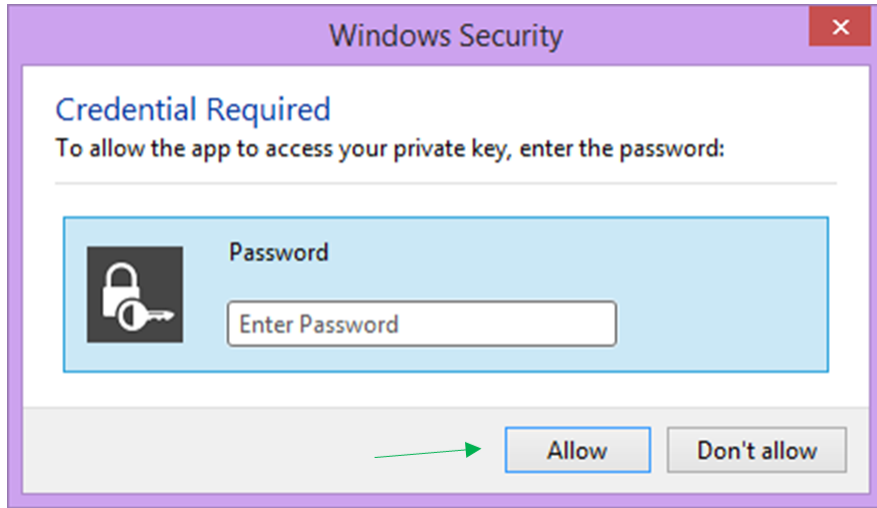 Windows Security
Credential Required
To allow the app to access your private key, enter the password:
Password
Enter Password
Allow
Don't allow